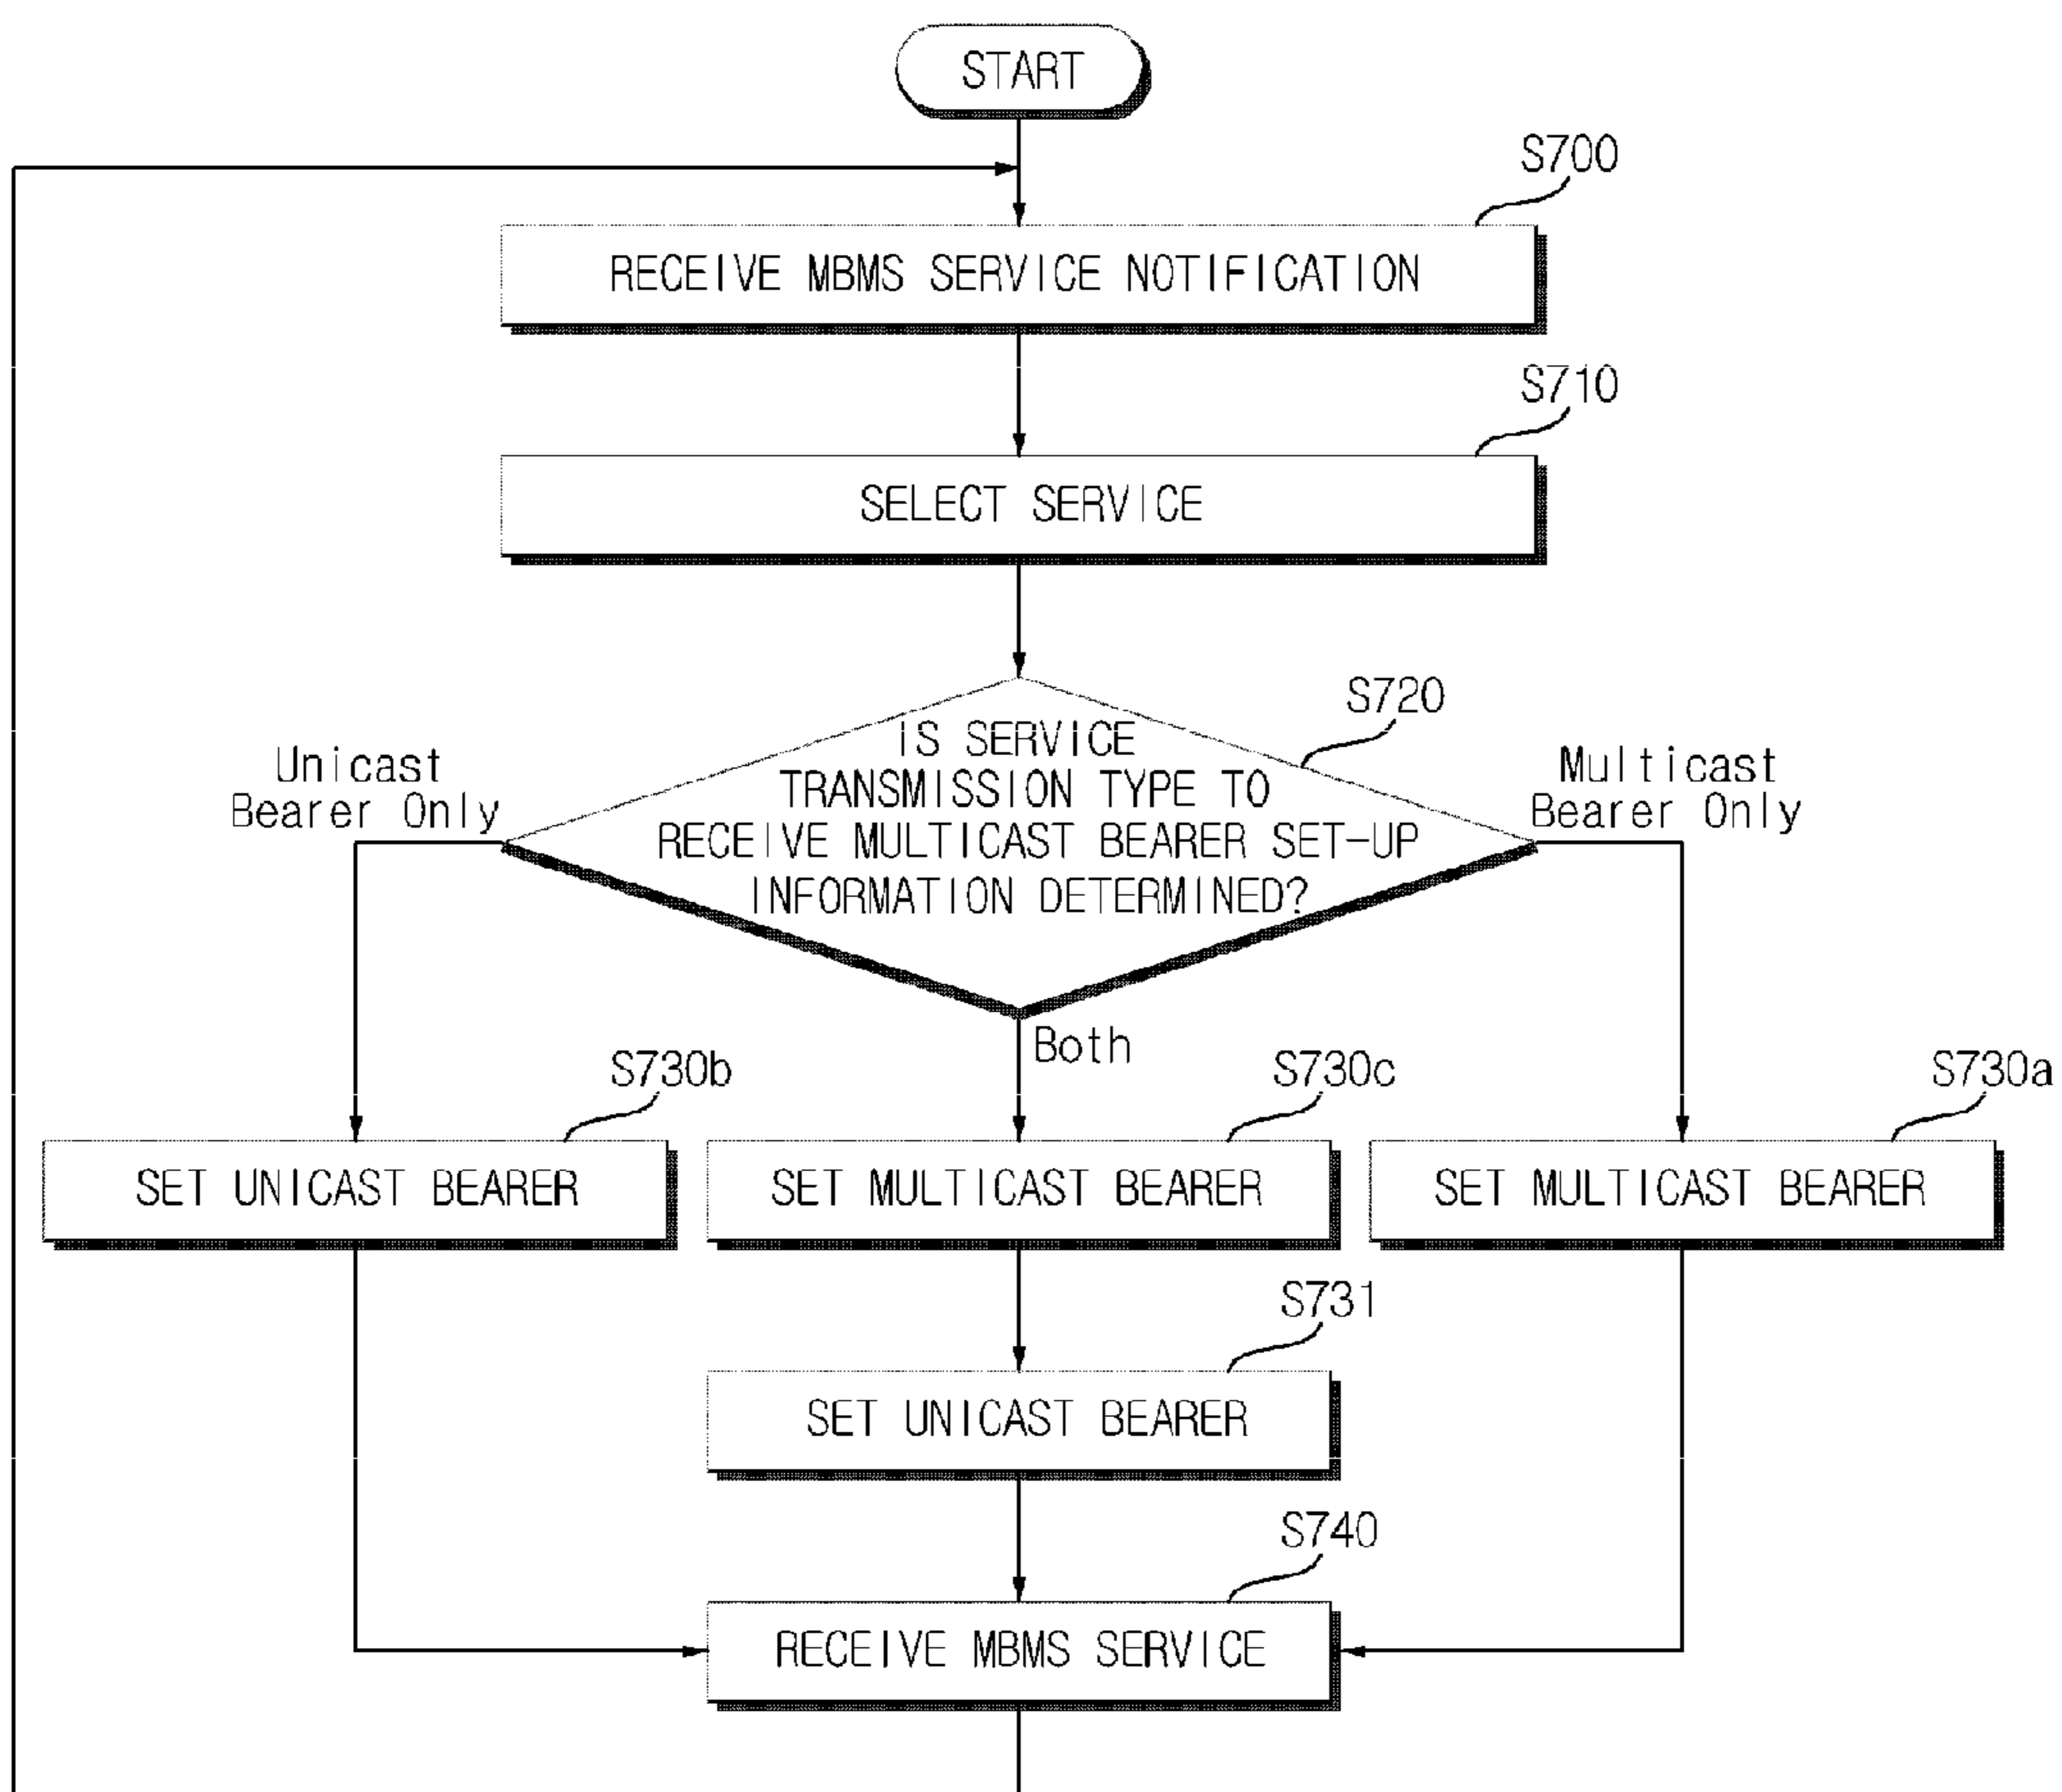 START
S700
RECEIVE MBMS SERVICE NOTIFICATION
S710
SELECT SERVICE
S720
IS SERVICE
TRANSMISSION TYPE TO
RECEIVE MULTICAST BEARER SET-UP
INFORMATION DETERMINED?
Unicast
Bearer Only
Multicast
Bearer Only
Both
S730b
S730c
S730a
SET UNICAST BEARER
SET MULTICAST BEARER
SET MULTICAST BEARER
S731
SET UNICAST BEARER
S740
RECEIVE MBMS SERVICE